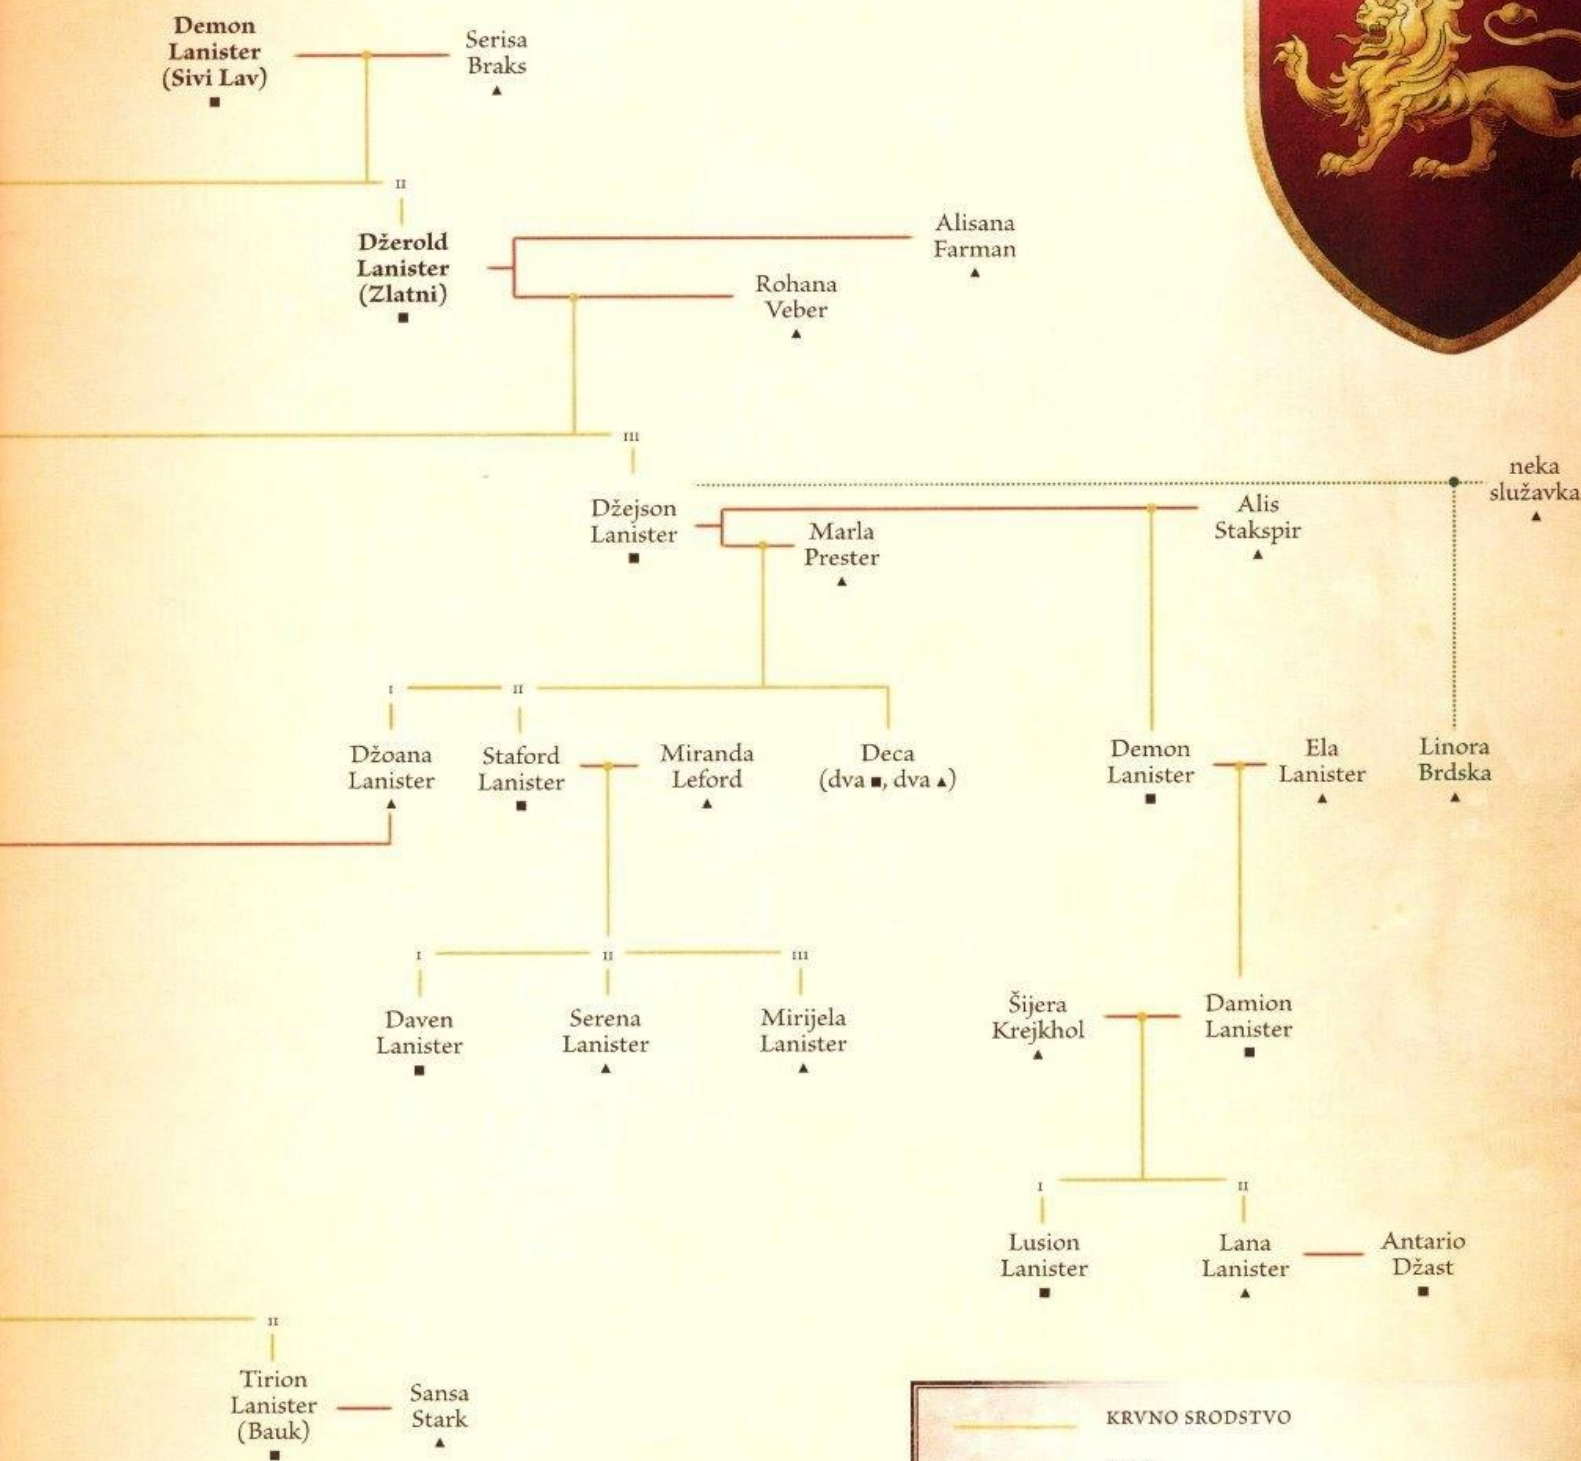 Demon
Lanister
(Sivi Lav)
■
Serisa
Braks
▲
II
Džerold
Lanister
(Zlatni)
■
Alisana
Farman
▲
Rohana
Veber
▲
III
Džejson
Lanister
■
Marla
Prester
▲
Alis
Stakspir
▲
neka
služavka
▲
I
II
Džoana
Lanister
▲
Staford
Lanister
■
Miranda
Leford
▲
Deca
(dva ■, dva ▲)
Demon
Lanister
■
Ela
Lanister
▲
Linora
Brdska
▲
I
II
III
Daven
Lanister
■
Serena
Lanister
▲
Mirijela
Lanister
▲
Šijera
Krejkhol
▲
Damion
Lanister
■
I
II
Lusion
Lanister
■
Lana
Lanister
▲
Antario
Džast
■
II
Tirion
Lanister
(Bauk)
■
Sansa
Stark
▲
KRVNO SRODSTVO